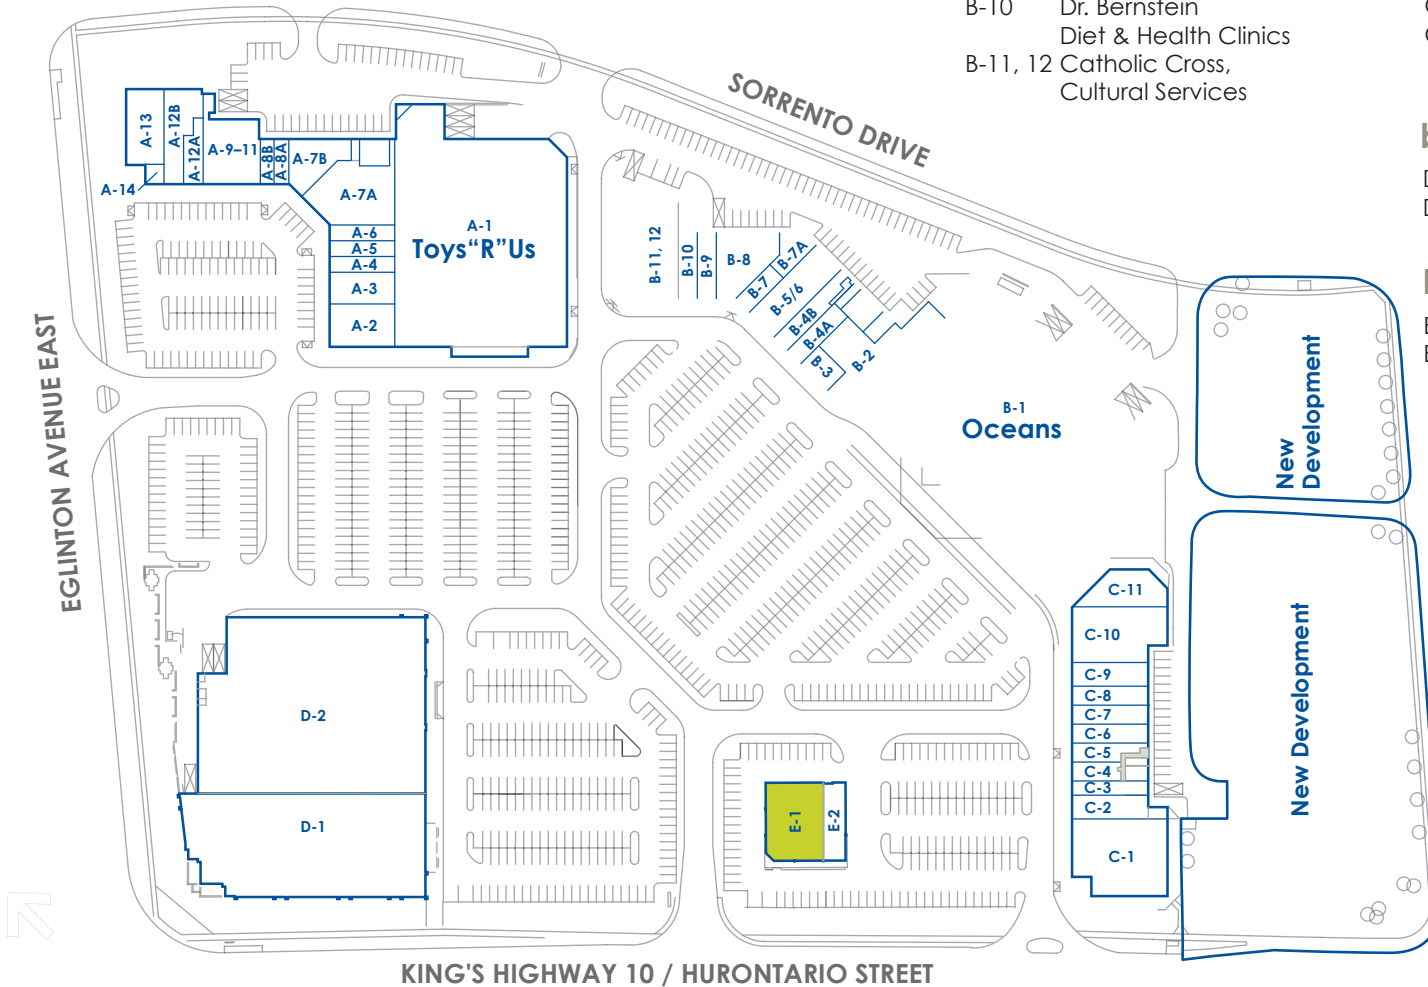 B-10 Dr. Bernstein
Diet & Health Clinics
B-11, 12 Catholic Cross,
Cultural Services
SORRENTO DRIVE
A-13
A-12B
A-12A
A-9–11
A-8B
A-8A
A-7B
A-14
A-7A
A-6
A-5
A-4
A-3
A-2
A-1
Toys“R”Us
B-11, 12
B-10
B-9
B-8
B-7A
B-7
B-5/6
B-4B
B-4A
B-3
B-2
B-1
Oceans
New
Development
EGLINTON AVENUE EAST
New Development
C-11
C-10
C-9
C-8
C-7
C-6
C-5
C-4
C-3
C-2
C-1
D-2
D-1
E-1
E-2
KING'S HIGHWAY 10 / HURONTARIO STREET